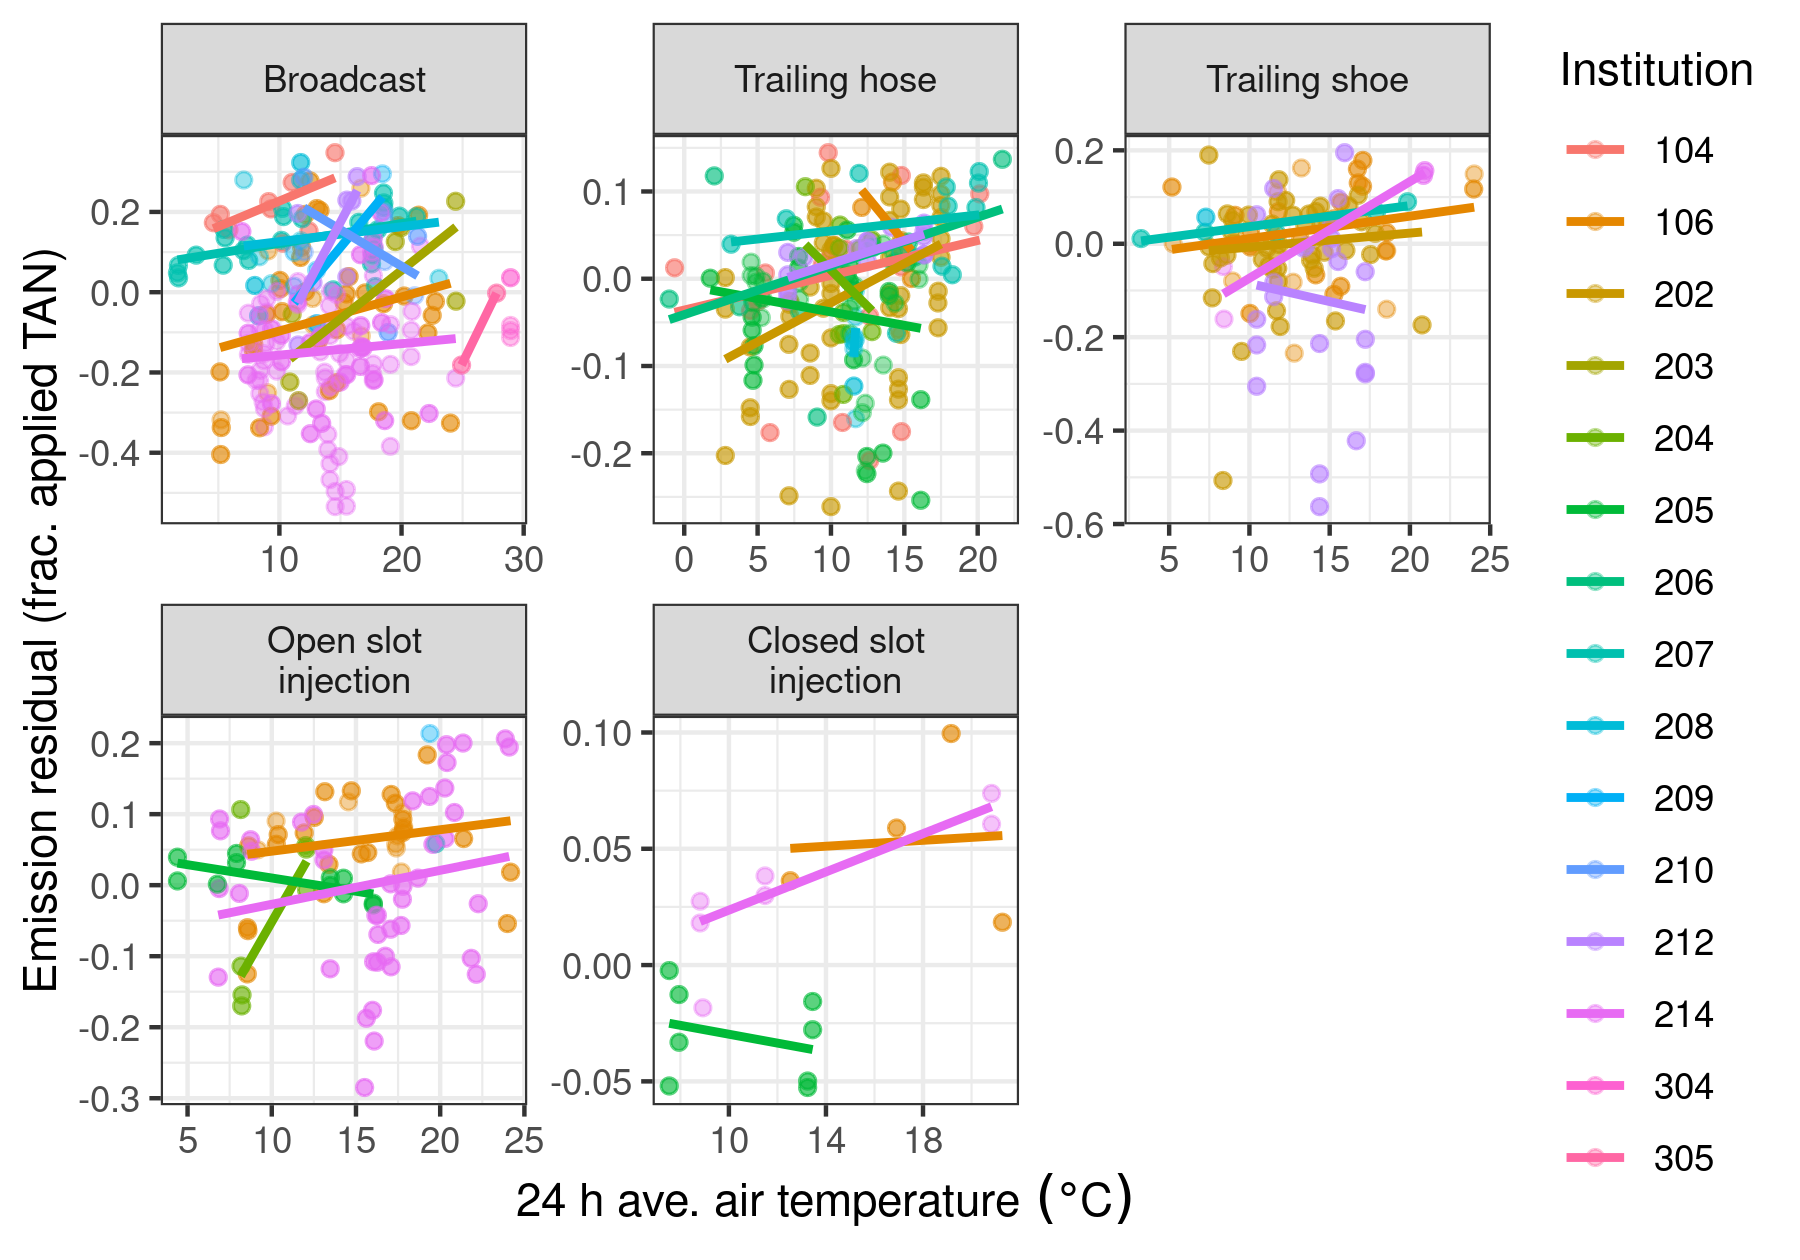 Broadcast
Trailing hose
Trailing shoe
Institution
104
106
202
203
204
205
206
207
208
209
210
212
214
304
305
0.2
0.0
-0.2
-0.4
10 20 30
0.1
0.0
-0.1
-0.2
0 5 10 15 20
0.2
0.0
-0.2
-0.4
-0.6
5 10 15 20 25
Open slot
injection
Closed slot
injection
0.2
0.1
0.0
-0.1
-0.2
-0.3
5 10 15 20 25
0.10
0.05
0.00
-0.05
10 14 18
Emission residual (frac. applied TAN)
24 h ave. air temperature (°C)